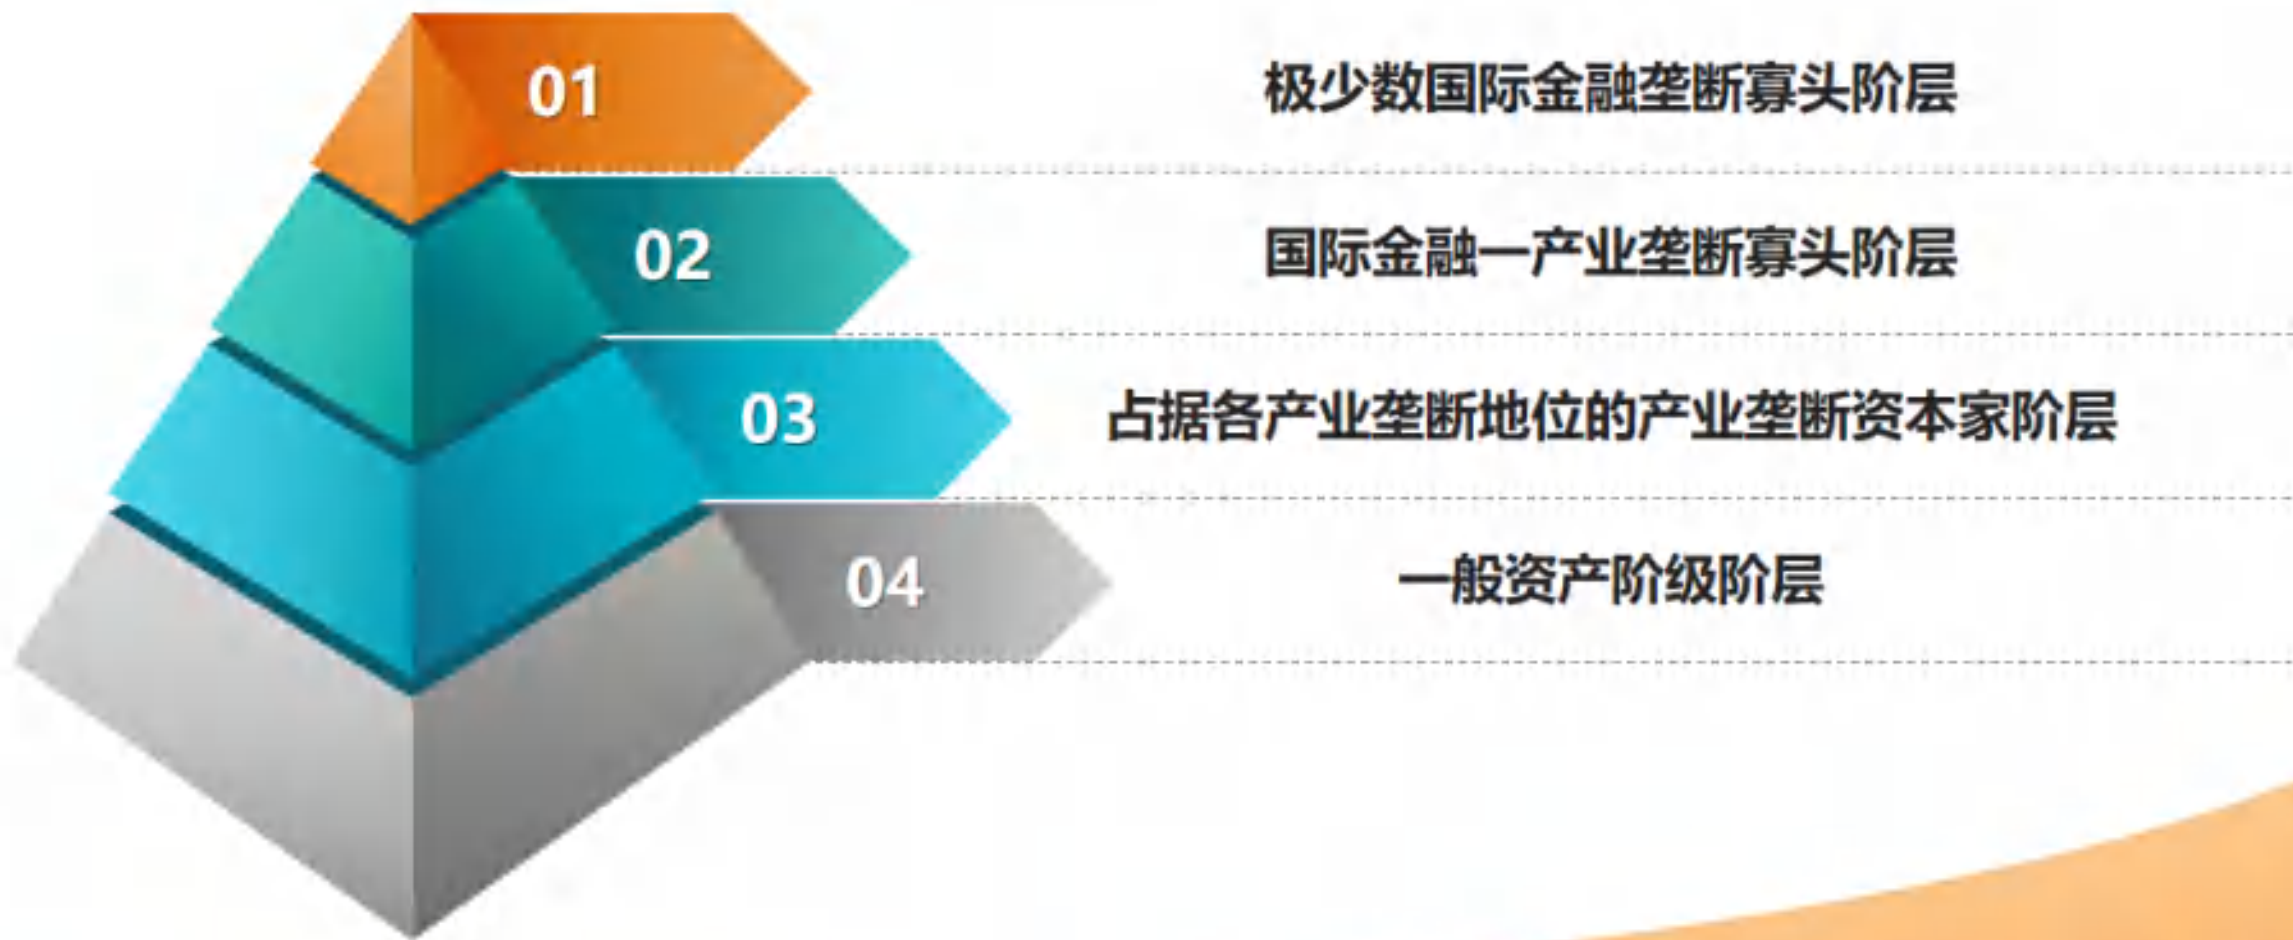 01
极少数国际金融垄断寡头阶层
02
国际金融一产业垄断寡头阶层
03
占据各产业垄断地位的产业垄断资本家阶层
04
一般资产阶级阶层